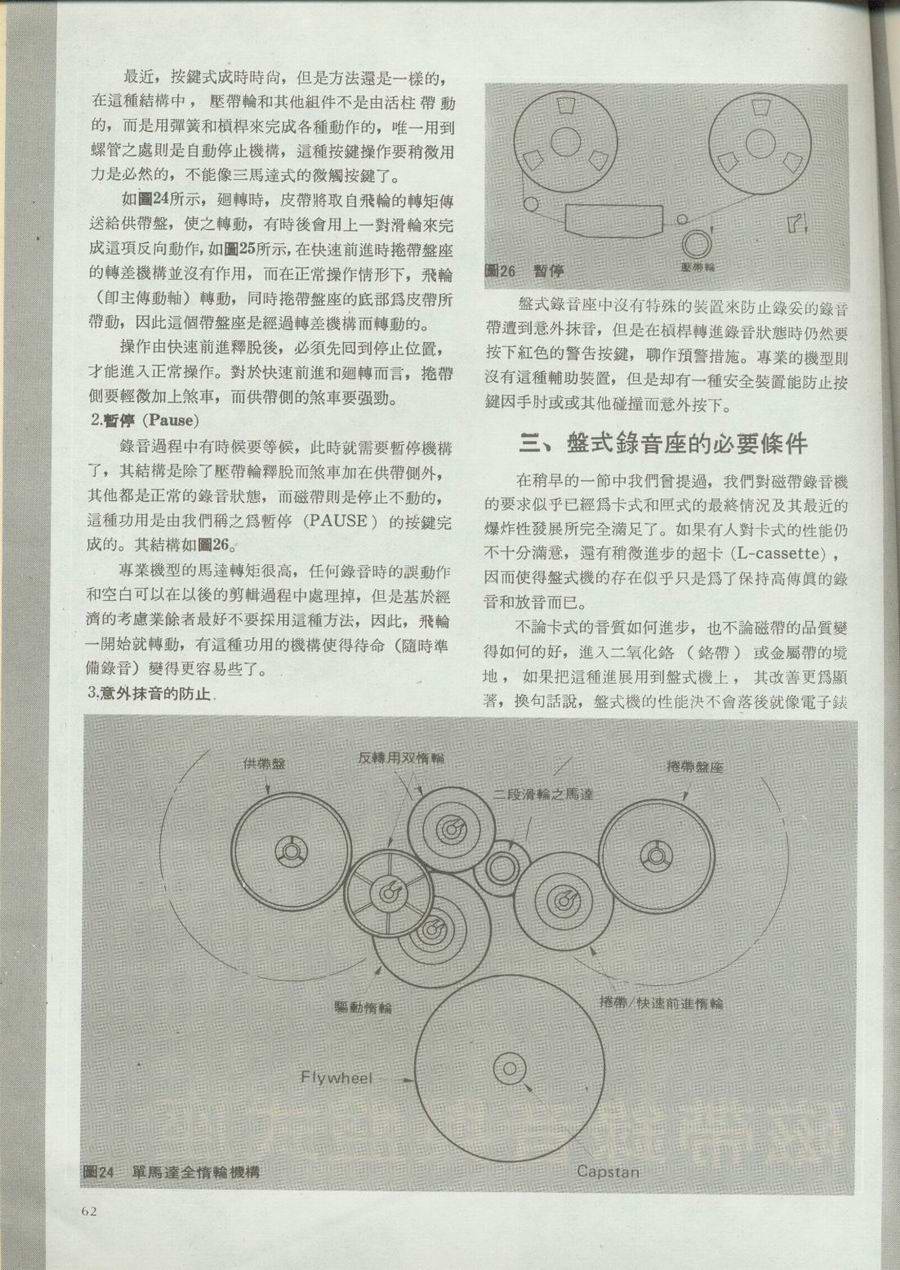 最近，按鍵式成時時尙，但是方法還是一樣的，
在這種結構中，壓帶輪和其他組件不是由活柱帶動
的，而是用彈簧和槓桿來完成各種動作的，唯一用到
螺管之處則是自動停止機構，這種按鍵操作要稍微用
力是必然的，不能像三馬達式的微觸按鍵了。
如圖24所示，廻轉時，皮帶將取自飛輪的轉矩傳
送給供帶盤，使之轉動，有時後會用上一對滑輪來完
成這項反向動作，如圖25所示，在快速前進時捲帶盤座
的轉差機構並沒有作用，而在正常操作情形下，飛輪
（卽主傳動軸）轉動，同時捲帶盤座的底部爲皮帶所
帶動，因此這個帶盤座是經過轉差機構而轉動的。
操作由快速前進釋脫後，必須先回到停止位置，
才能進入正常操作。對於快速前進和廻轉而言，捲帶
側要輕微加上煞車，而供帶側的煞車要强勁。
2.暫停（Pause）
錄音過程中有時候要等候，此時就需要暫停機構
了，其結構是除了壓帶輪釋脫而煞車加在供帶側外，
其他都是正常的錄音狀態，而磁帶則是停止不動的，
這種功用是由我們稱之爲暫停（PAUSE）的按鍵完
成的。其結構如圖26。
專業機型的馬達轉矩很高，任何錄音時的誤動作
和空白可以在以後的剪輯過程中處理掉，但是基於經
濟的考慮業餘者最好不要採用這種方法，因此，飛輪
一開始就轉動，有這種功用的機構使得待命（隨時準
備錄音）變得更容易些了。
3.意外抹音的防止.
壓帶輪
圖26 暫停
盤式錄音座中沒有特殊的裝置來防止錄妥的錄音
帶遭到意外抹音，但是在槓桿轉進錄音狀態時仍然要
按下紅色的警告按鍵，聊作預警措施。專業的機型則
沒有這種輔助裝置，但是却有一種安全裝置能防止按
鍵因手肘或或其他碰撞而意外按下。
三、盤式錄音座的必要條件
在稍早的一節中我們曾提過，我們對磁帶錄音機
的要求似乎已經爲卡式和匣式的最終情況及其最近的
爆炸性發展所完全滿足了。如果有人對卡式的性能仍
不十分滿意，還有稍微進步的超卡（L-cassette），
因而使得盤式機的存在似乎只是爲了保持高傳眞的錄
音和放音而已。
不論卡式的音質如何進步，也不論磁帶的品質變
得如何的好，進入二氧化鉻（鉻帶）或金屬帶的境
地，如果把這種進展用到盤式機上，其改善更爲顯
著，換句話說，盤式機的性能決不會落後就像電子錶
供帶盤
反轉用双惰輪
捲帶盤座
二段滑輪之馬達
驅動惰輪
捲帶/快速前進惰輪
Flywheel
Capstan
圖24 單馬達全惰輪機構
62